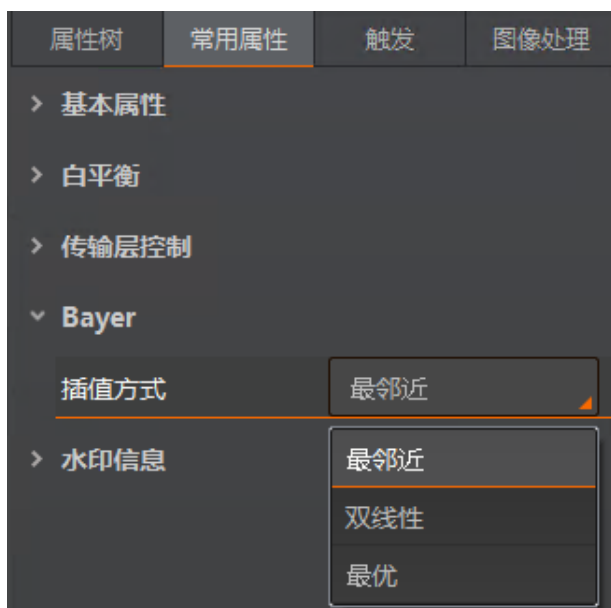 属性树 常用属性 触发 图像处理
基本属性
白平衡
传输层控制
Bayer
插值方式 最邻近
水印信息 最邻近
双线性
最优